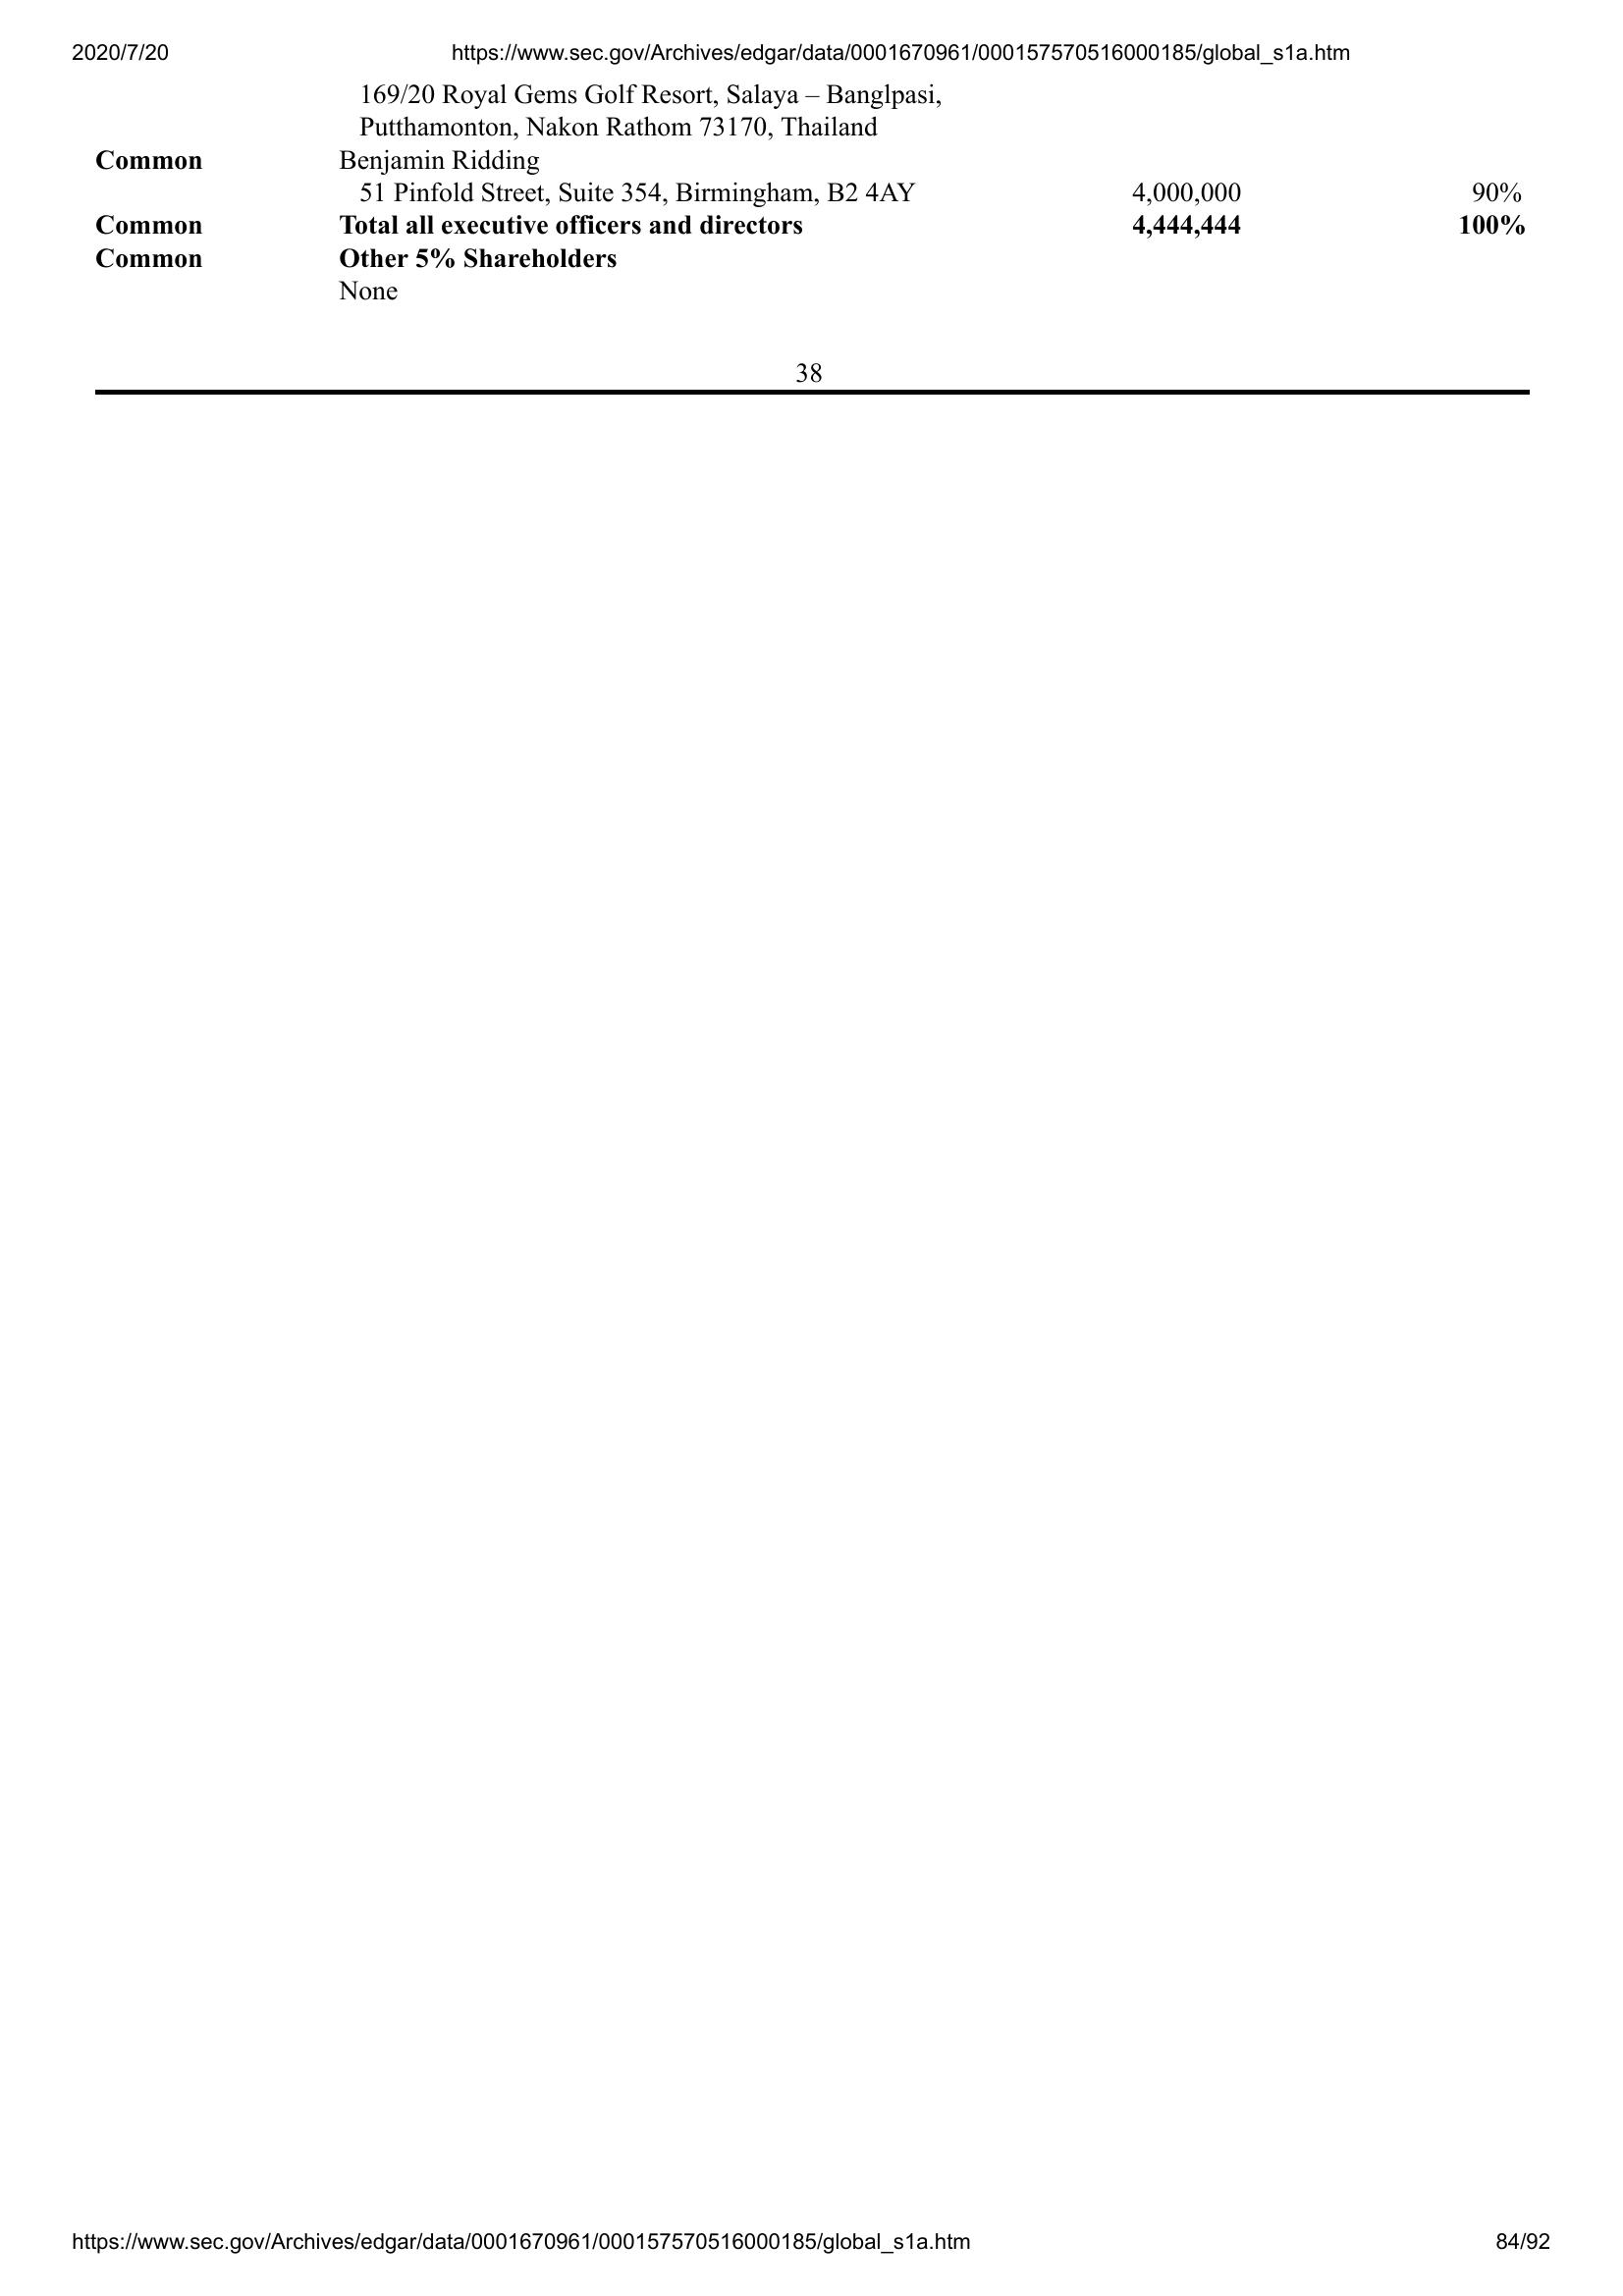 2020/7/20 https://www.sec.gov/Archives/edgar/data/0001670961/000157570516000185/global_s1a.htm
169/20 Royal Gems Golf Resort, Salaya – Banglpasi,
Putthamonton, Nakon Rathom 73170, Thailand
Common Benjamin Ridding
51 Pinfold Street, Suite 354, Birmingham, B2 4AY 4,000,000 90%
Common Total all executive officers and directors 4,444,444 100%
Common Other 5% Shareholders
None
38
https://www.sec.gov/Archives/edgar/data/0001670961/000157570516000185/global_s1a.htm 84/92